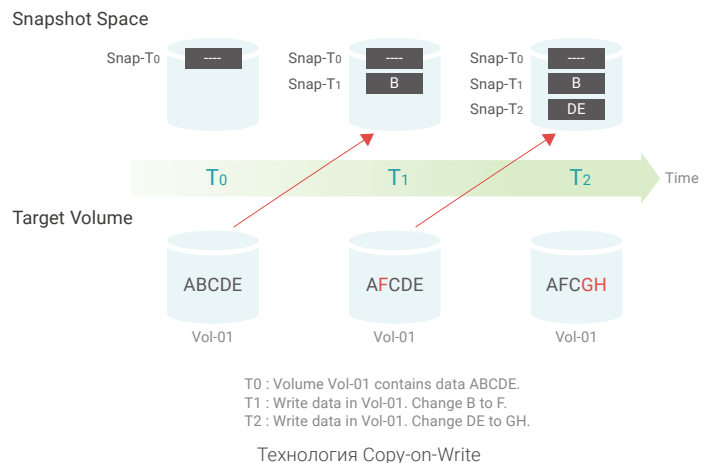 Snapshot Space
Snap-T0 ----
Snap-T0 ----
Snap-T1 B
Snap-T0 ----
Snap-T1 B
Snap-T2 DE
T0 T1 T2 Time
Target Volume
ABCDE AFCDE AFCGH
Vol-01 Vol-01 Vol-01
T0 : Volume Vol-01 contains data ABCDE.
T1 : Write data in Vol-01. Change B to F.
T2 : Write data in Vol-01. Change DE to GH.
Технология Copy-on-Write